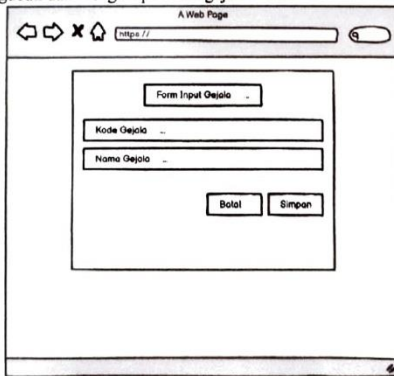 A Web Page
https://
Form Input Gejala ..
Kode Gejala ..
Nama Gejala ..
Batal Simpan